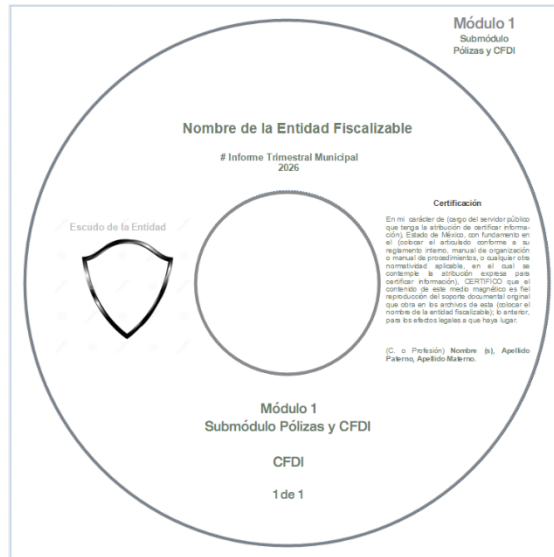 Módulo 1
Submódulo
Pólizas y CFDI
Nombre de la Entidad Fiscalizable
# Informe Trimestral Municipal
2026
Escudo de la Entidad
Certificación
En mi carácter de (cargo del servidor público
que tenga la atribución de certificar informa-
ción), Estado de México, con fundamento en
el (colocar el articulado conforme a su
reglamento interno, manual de organización
o manual de procedimientos, o cualquier otra
normatividad aplicable, en el cual se
contemple la atribución expresa para
certificar información), CERTIFICO que el
contenido de este medio magnético es fiel
reproducción del soporte documental original
que obra en los archivos de esta (colocar el
nombre de la entidad fiscalizable); lo anterior,
para los efectos legales a que haya lugar.
(C. o Profesión) Nombre (s), Apellido
Paterno, Apellido Materno.
Módulo 1
Submódulo Pólizas y CFDI
CFDI
1 de 1